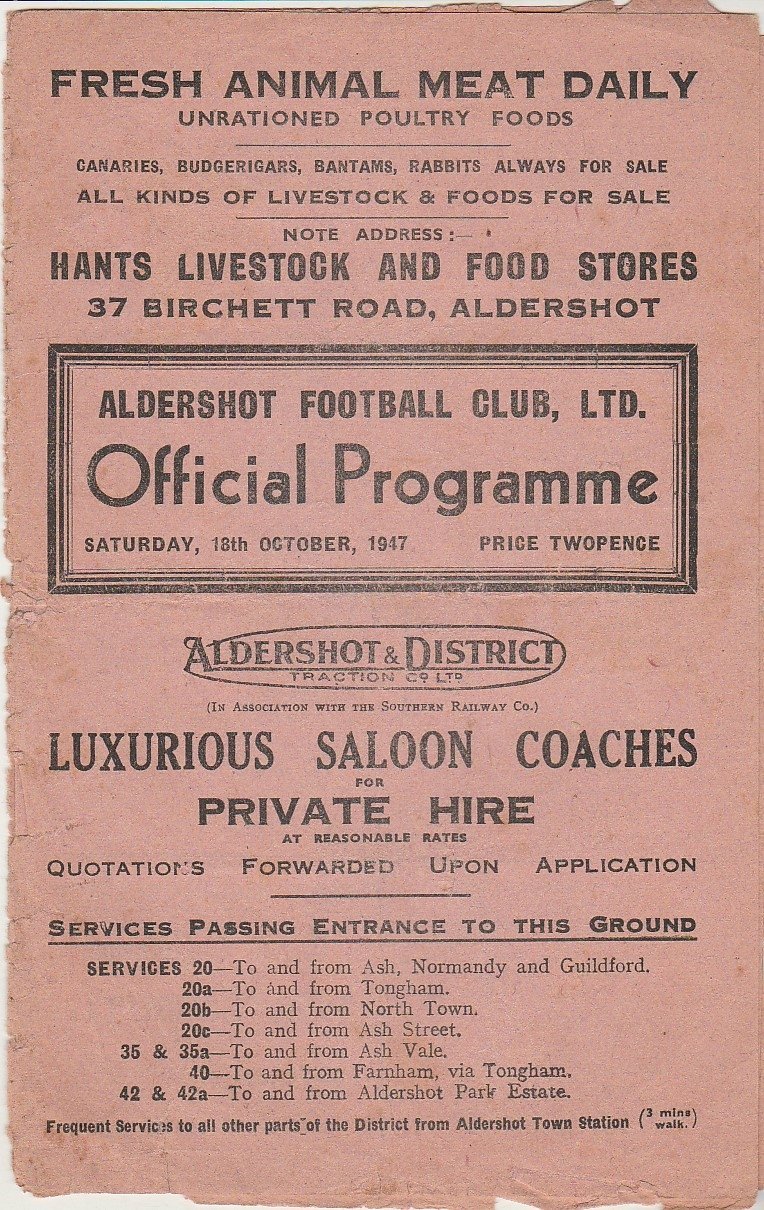 FRESH ANIMAL MEAT DAILY
UNRATIONED POULTRY FOODS
CANARIES, BUDGERIGARS, BANTAMS, RABBITS ALWAYS FOR SALE
ALL KINDS OF LIVESTOCK & FOODS FOR SALE
NOTE ADDRESS :—
HANTS LIVESTOCK AND FOOD STORES
37 BIRCHETT ROAD, ALDERSHOT
ALDERSHOT FOOTBALL CLUB, LTD.
Official Programme
SATURDAY, 18th OCTOBER, 1947 PRICE TWOPENCE
ALDERSHOT & DISTRICT
TRACTION CO LTD
(IN ASSOCIATION WITH THE SOUTHERN RAILWAY CO.)
LUXURIOUS SALOON COACHES
FOR
PRIVATE HIRE
AT REASONABLE RATES
QUOTATIONS FORWARDED UPON APPLICATION
SERVICES PASSING ENTRANCE TO THIS GROUND
SERVICES 20—To and from Ash, Normandy and Guildford.
20a—To and from Tongham.
20b—To and from North Town.
20c—To and from Ash Street.
35 & 35a—To and from Ash Vale.
40—To and from Farnham, via Tongham.
42 & 42a—To and from Aldershot Park Estate.
Frequent Services to all other parts of the District from Aldershot Town Station (3 mins walk.)